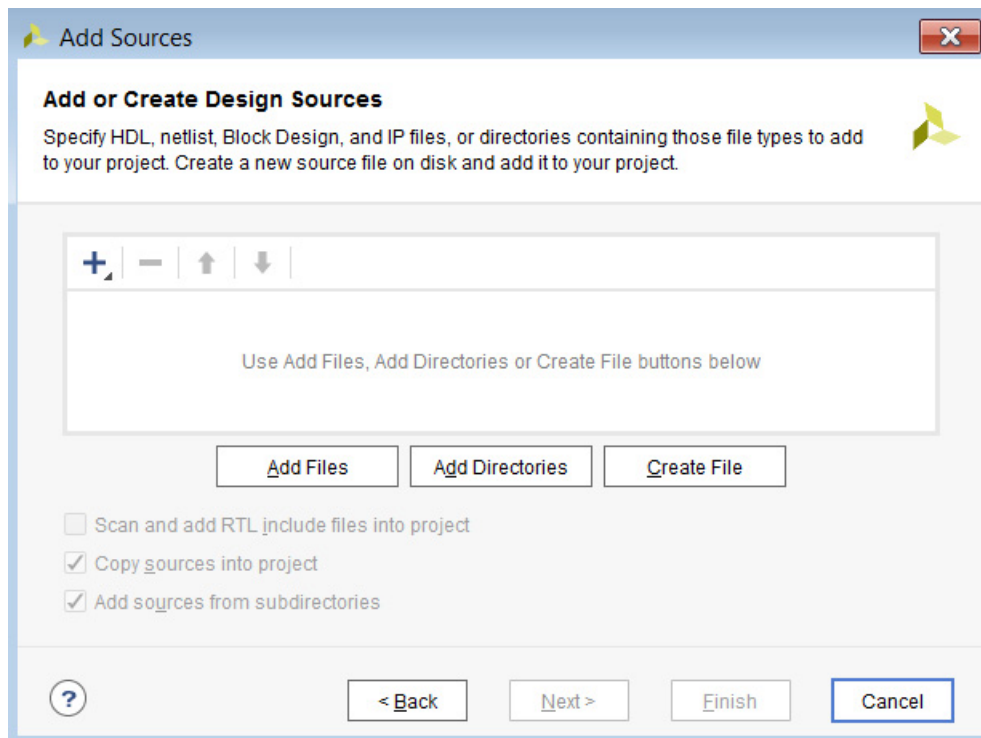 Add Sources
Add or Create Design Sources
Specify HDL, netlist, Block Design, and IP files, or directories containing those file types to add
to your project. Create a new source file on disk and add it to your project.
Use Add Files, Add Directories or Create File buttons below
Add Files
Add Directories
Create File
Scan and add RTL include files into project
Copy sources into project
Add sources from subdirectories
?
< Back
Next >
Finish
Cancel